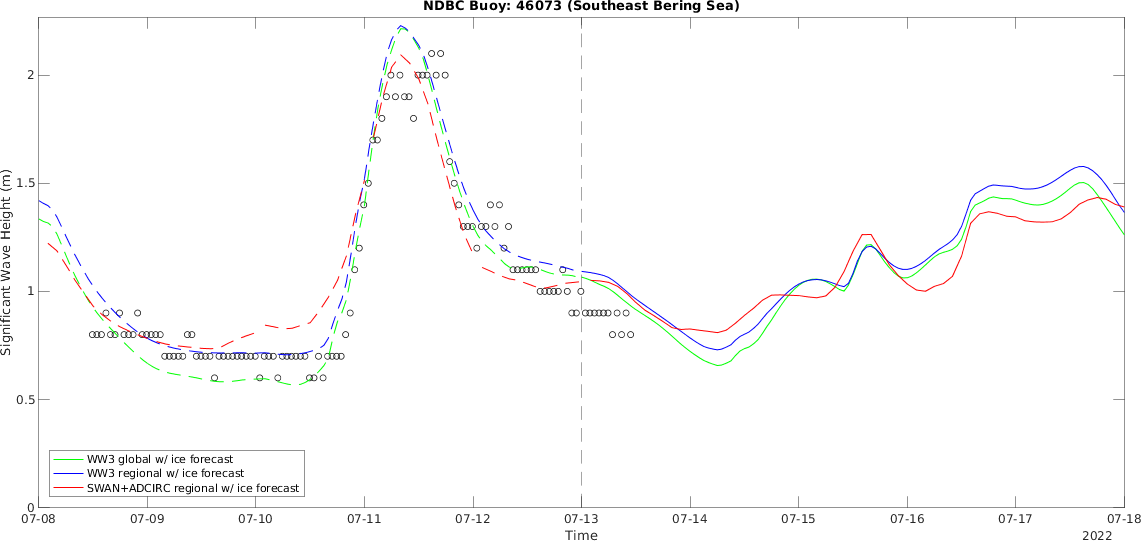 NDBC Buoy: 46073 (Southeast Bering Sea)
Significant Wave Height (m)
2
1.5
1
0.5
0
WW3 global w/ ice forecast
WW3 regional w/ ice forecast
SWAN+ADCIRC regional w/ ice forecast
07-08 07-09 07-10 07-11 07-12 07-13 07-14 07-15 07-16 07-17 07-18
Time
2022